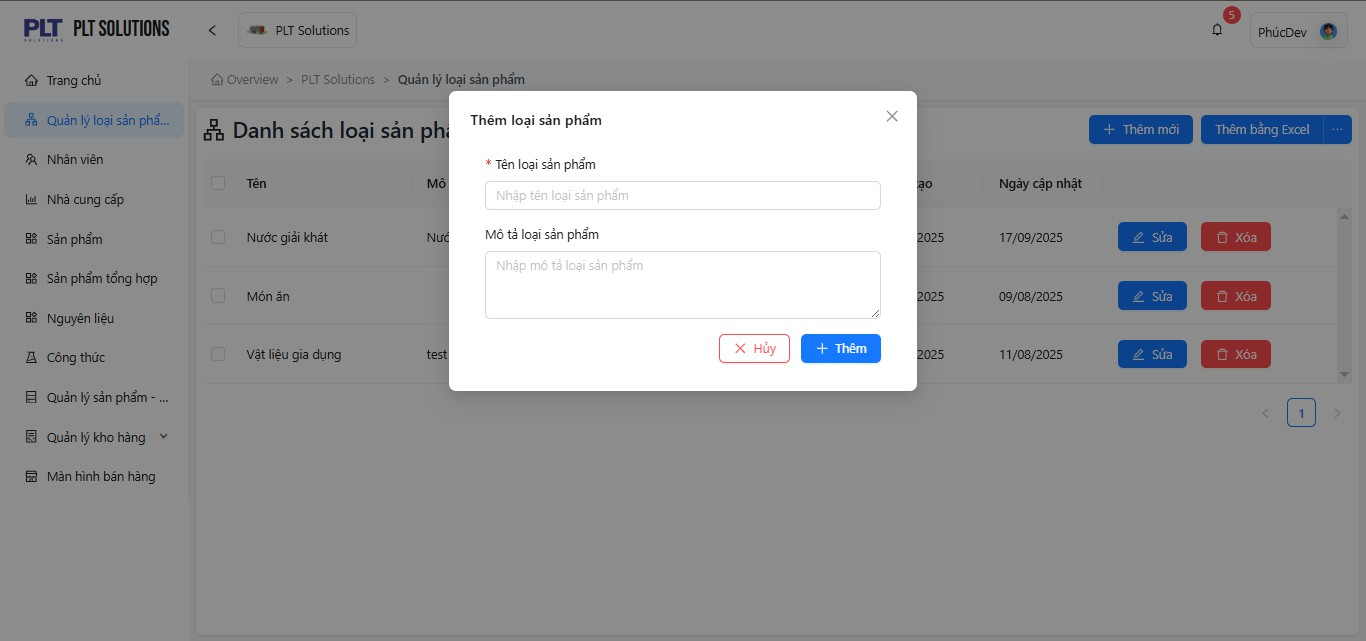 PLT SOLUTIONS
PLT SOLUTIONS
PLT Solutions
5
PhúcDev
Trang chủ
Quản lý loại sản phẩ...
Nhân viên
Nhà cung cấp
Sản phẩm
Sản phẩm tổng hợp
Nguyên liệu
Công thức
Quản lý sản phẩm - ...
Quản lý kho hàng
Màn hình bán hàng
Overview > PLT Solutions > Quản lý loại sản phẩm
Danh sách loại sản
Thêm mới
Thêm bằng Excel ...
Tên Mô Ngày cập nhật
Nước giải khát 2025 17/09/2025 Sửa Xóa
Món ăn 2025 09/08/2025 Sửa Xóa
Vật liệu gia dụng test 2025 11/08/2025 Sửa Xóa
< 1 >
Thêm loại sản phẩm
* Tên loại sản phẩm
Nhập tên loại sản phẩm
Mô tả loại sản phẩm
Nhập mô tả loại sản phẩm
Hủy
Thêm